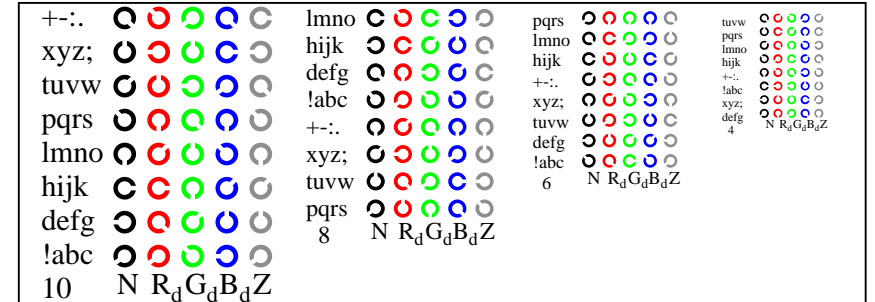 +-:.
xyz;
tuvw
pqrs
lmno
hijk
defg
!abc
10 N RdGdBdZ
lmno
hijk
defg
!abc
+-:.
xyz;
tuvw
pqrs
8 N RdGdBdZ
pqrs
lmno
hijk
+-:.
xyz;
tuvw
defg
!abc
6 N RdGdBdZ
tuvw
pqrs
lmno
hijk
+-:.
!abc
xyz;
defg
4 N RdGdBdZ